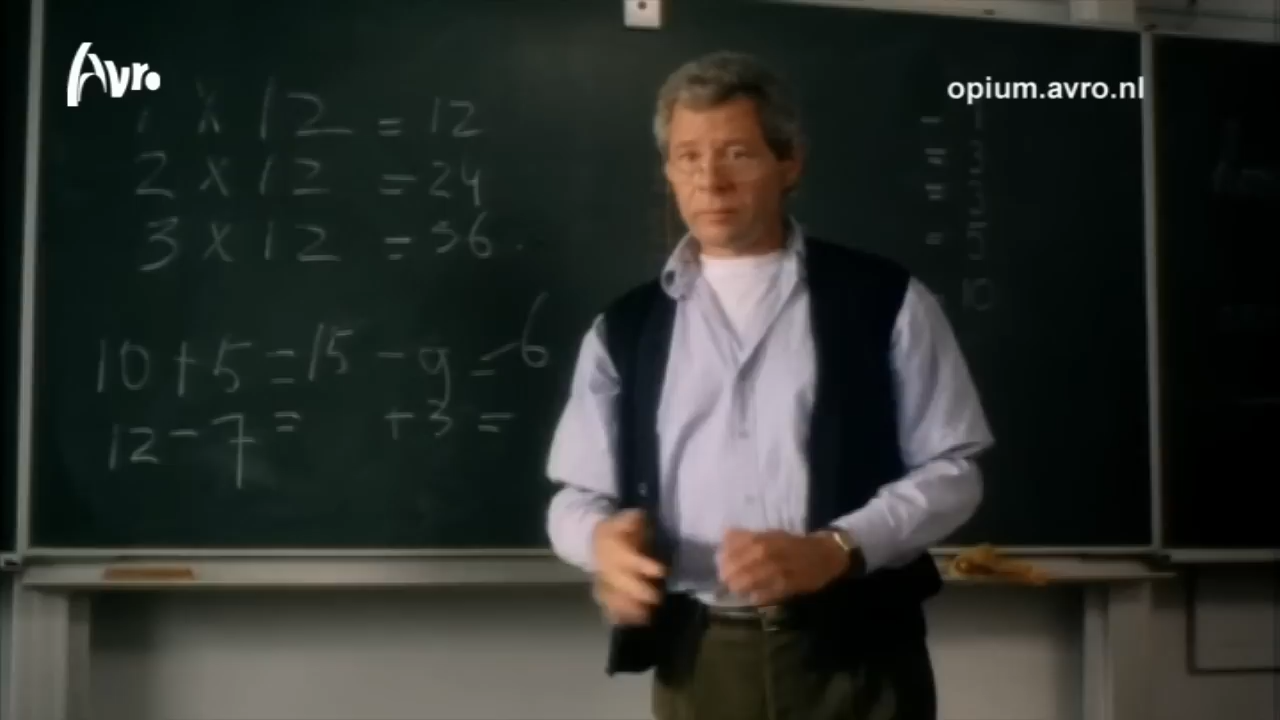 Avro
opium.avro.nl
1 x 12 = 12
2 x 12 = 24
3 x 12 = 36
10 + 5 = 15 - 9 = 6
12 - 7 = + 3 =
10